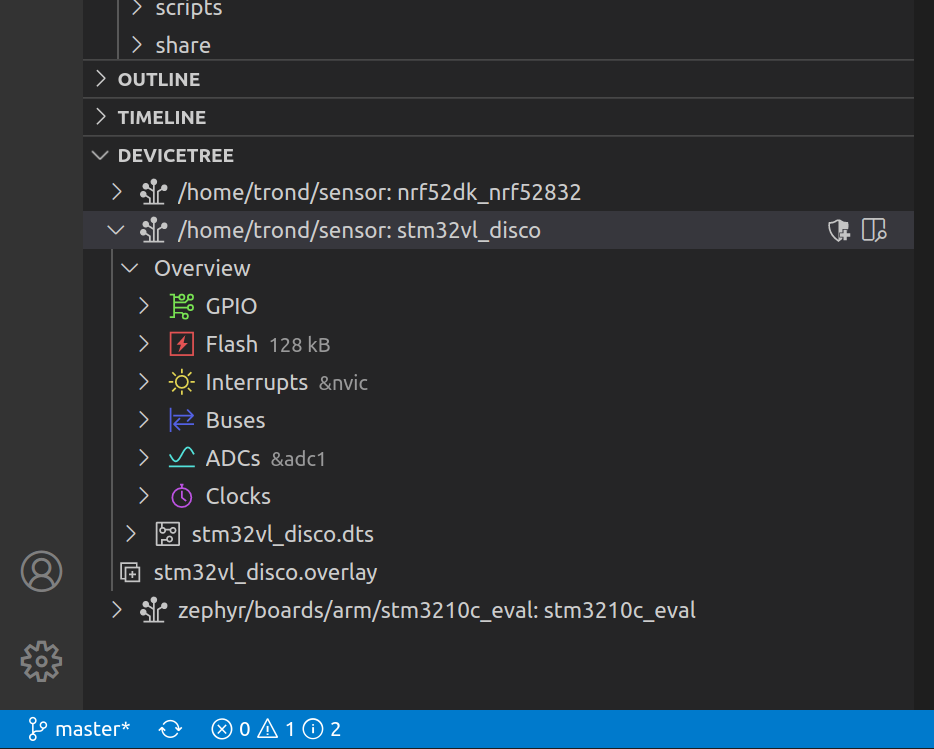 scripts
share
OUTLINE
TIMELINE
DEVICETREE
/home/trond/sensor: nrf52dk_nrf52832
/home/trond/sensor: stm32vl_disco
Overview
GPIO
Flash 128 kB
Interrupts &nvic
Buses
ADCs &adc1
Clocks
stm32vl_disco.dts
stm32vl_disco.overlay
zephyr/boards/arm/stm3210c_eval: stm3210c_eval
master* 0 1 2